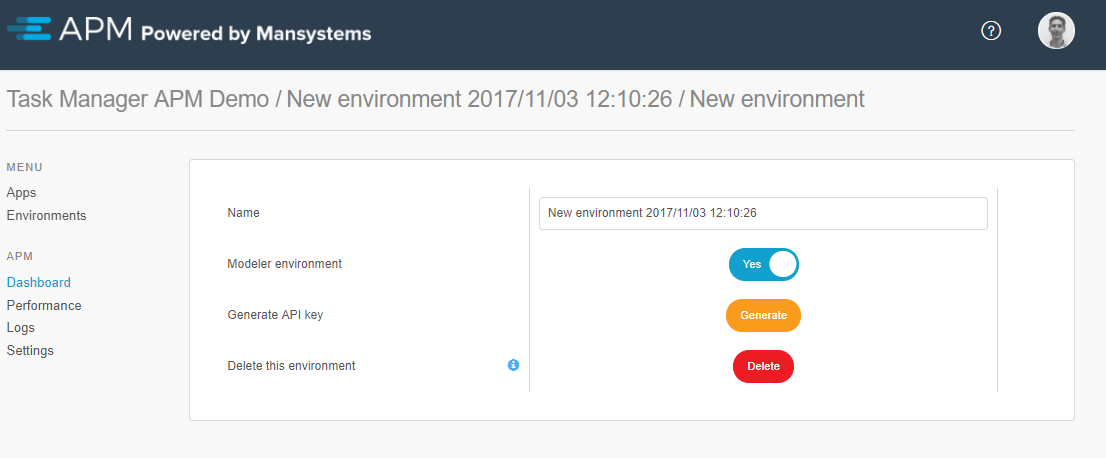 APM Powered by Mansystems
?
Task Manager APM Demo / New environment 2017/11/03 12:10:26 / New environment
MENU
Apps
Environments
APM
Dashboard
Performance
Logs
Settings
Name
New environment 2017/11/03 12:10:26
Modeler environment
Yes
Generate API key
Generate
Delete this environment
i
Delete